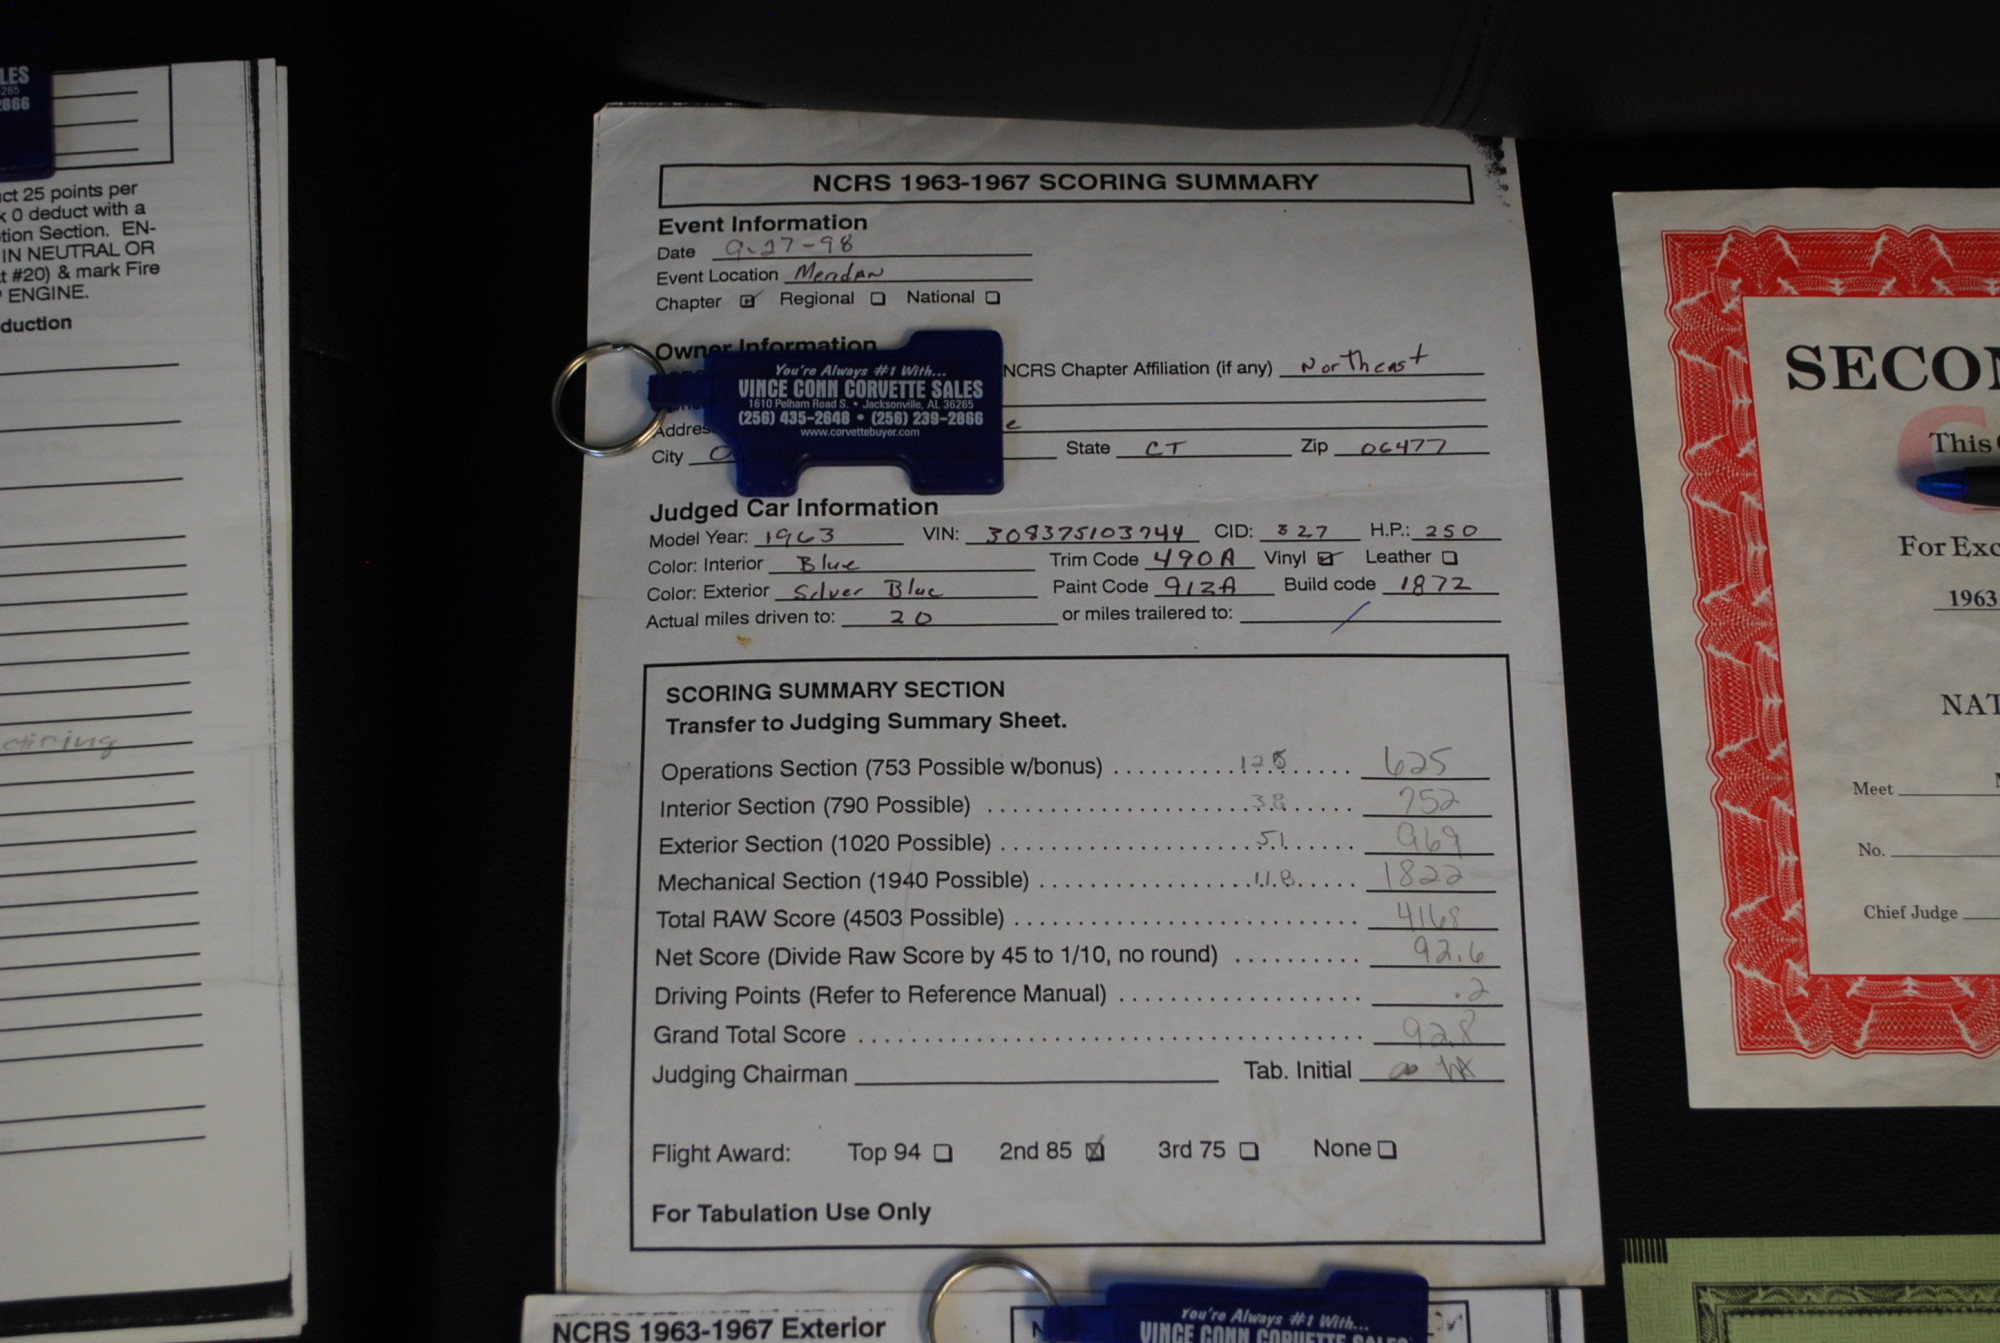 LES
265
2866
ct 25 points per
k 0 deduct with a
tion Section. EN-
IN NEUTRAL OR
t #20) & mark Fire
ENGINE.
duction
NCRS 1963-1967 SCORING SUMMARY
Event Information
Date 9-27-98
Event Location
Chapter Regional National
Owner Information
NCRS Chapter Affiliation (if any) Northeast
Addres
City O State CT Zip 06477
You're Always #1 With...
VINCE CONN CORVETTE SALES
1610 Pelham Road S. • Jacksonville, AL 36265
(256) 435-2648 • (256) 239-2866
www.corvettebuyer.com
Judged Car Information
Model Year: 1963 VIN: 308375103744 CID: 327 H.P.: 250
Color: Interior Blue Trim Code 490A Vinyl Leather
Color: Exterior Silver Blue Paint Code 912A Build code 1872
Actual miles driven to: 20 or miles trailered to: /
SCORING SUMMARY SECTION
Transfer to Judging Summary Sheet.
Operations Section (753 Possible w/bonus) 128 625
Interior Section (790 Possible) 38 752
Exterior Section (1020 Possible) 51 969
Mechanical Section (1940 Possible) 118 1822
Total RAW Score (4503 Possible) 4168
Net Score (Divide Raw Score by 45 to 1/10, no round) 92.6
Driving Points (Refer to Reference Manual) .2
Grand Total Score 92.8
Judging Chairman Tab. Initial
Flight Award: Top 94 2nd 85 3rd 75 None
For Tabulation Use Only
NCRS 1963-1967 Exterior
N
You're Always #1 With...
VINCE CONN CORVETTE SALES
SECON
This
For Exc
1963
NAT
Meet
No.
Chief Judge